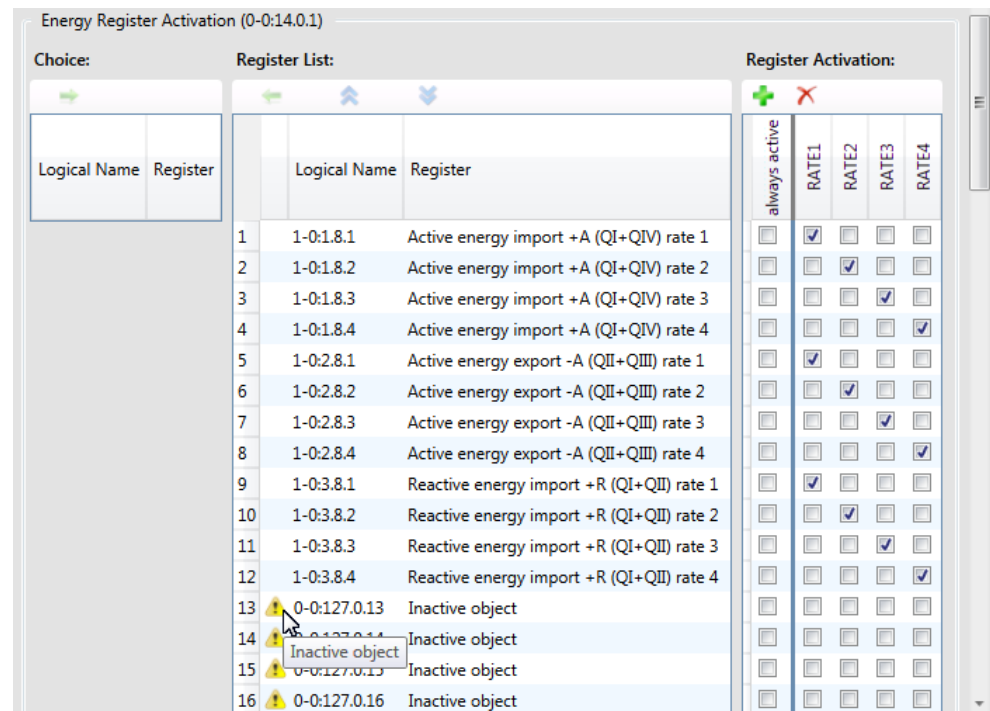 Energy Register Activation (0-0:14.0.1)
Choice: Register List: Register Activation:
Logical Name Register Logical Name Register always active RATE1 RATE2 RATE3 RATE4
1 1-0:1.8.1 Active energy import +A (QI+QIV) rate 1
2 1-0:1.8.2 Active energy import +A (QI+QIV) rate 2
3 1-0:1.8.3 Active energy import +A (QI+QIV) rate 3
4 1-0:1.8.4 Active energy import +A (QI+QIV) rate 4
5 1-0:2.8.1 Active energy export -A (QII+QIII) rate 1
6 1-0:2.8.2 Active energy export -A (QII+QIII) rate 2
7 1-0:2.8.3 Active energy export -A (QII+QIII) rate 3
8 1-0:2.8.4 Active energy export -A (QII+QIII) rate 4
9 1-0:3.8.1 Reactive energy import +R (QI+QII) rate 1
10 1-0:3.8.2 Reactive energy import +R (QI+QII) rate 2
11 1-0:3.8.3 Reactive energy import +R (QI+QII) rate 3
12 1-0:3.8.4 Reactive energy import +R (QI+QII) rate 4
13 0-0:127.0.13 Inactive object
14 0-0:127.0.14 Inactive object
Inactive object
15 0-0:127.0.15 Inactive object
16 0-0:127.0.16 Inactive object